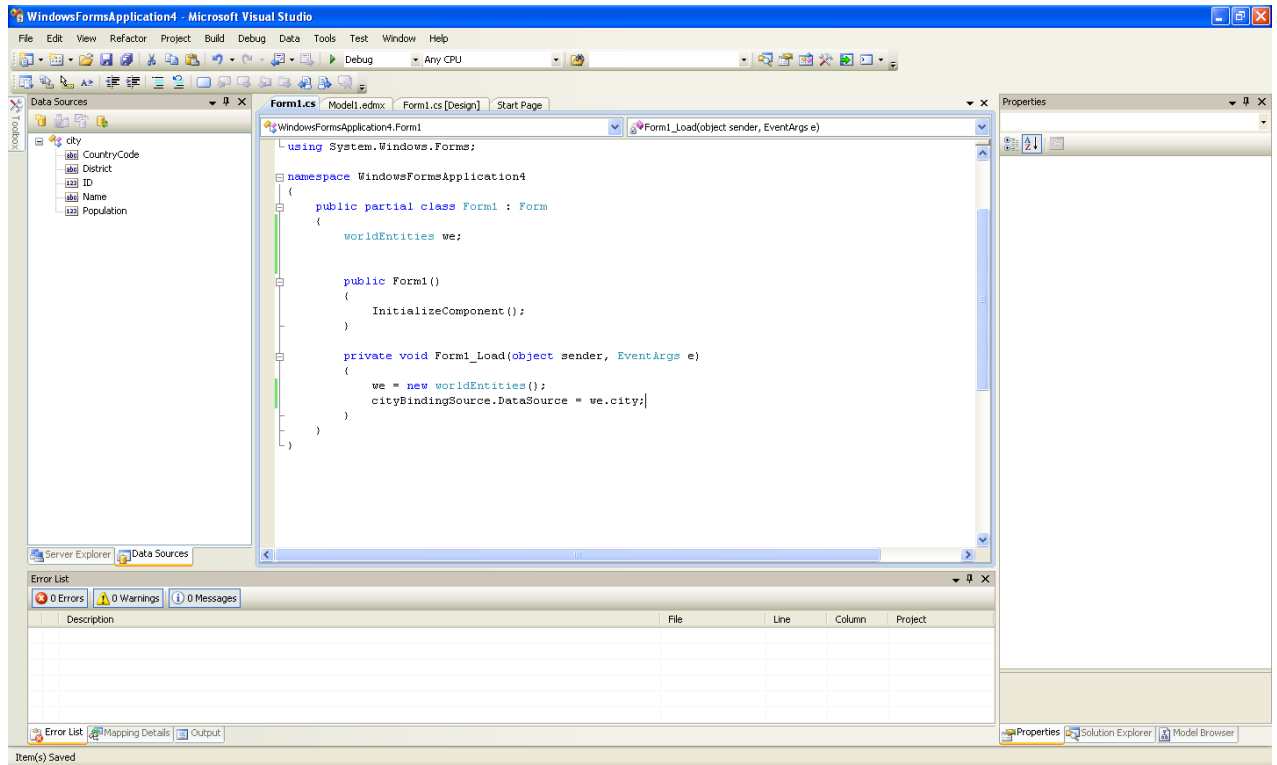 WindowsFormsApplication4 - Microsoft Visual Studio
File Edit View Refactor Project Build Debug Data Tools Test Window Help
Debug Any CPU
Toolbox
Data Sources
city
CountryCode
District
ID
Name
Population
Server Explorer Data Sources
Form1.cs Model1.edmx Form1.cs [Design] Start Page
WindowsFormsApplication4.Form1 Form1_Load(object sender, EventArgs e)
using System.Windows.Forms;
namespace WindowsFormsApplication4
{
public partial class Form1 : Form
{
worldEntities we;
public Form1()
{
InitializeComponent();
}
private void Form1_Load(object sender, EventArgs e)
{
we = new worldEntities();
cityBindingSource.DataSource = we.city;
}
}
}
Properties
Error List
0 Errors 0 Warnings 0 Messages
Description File Line Column Project
Error List Mapping Details Output
Properties Solution Explorer Model Browser
Item(s) Saved